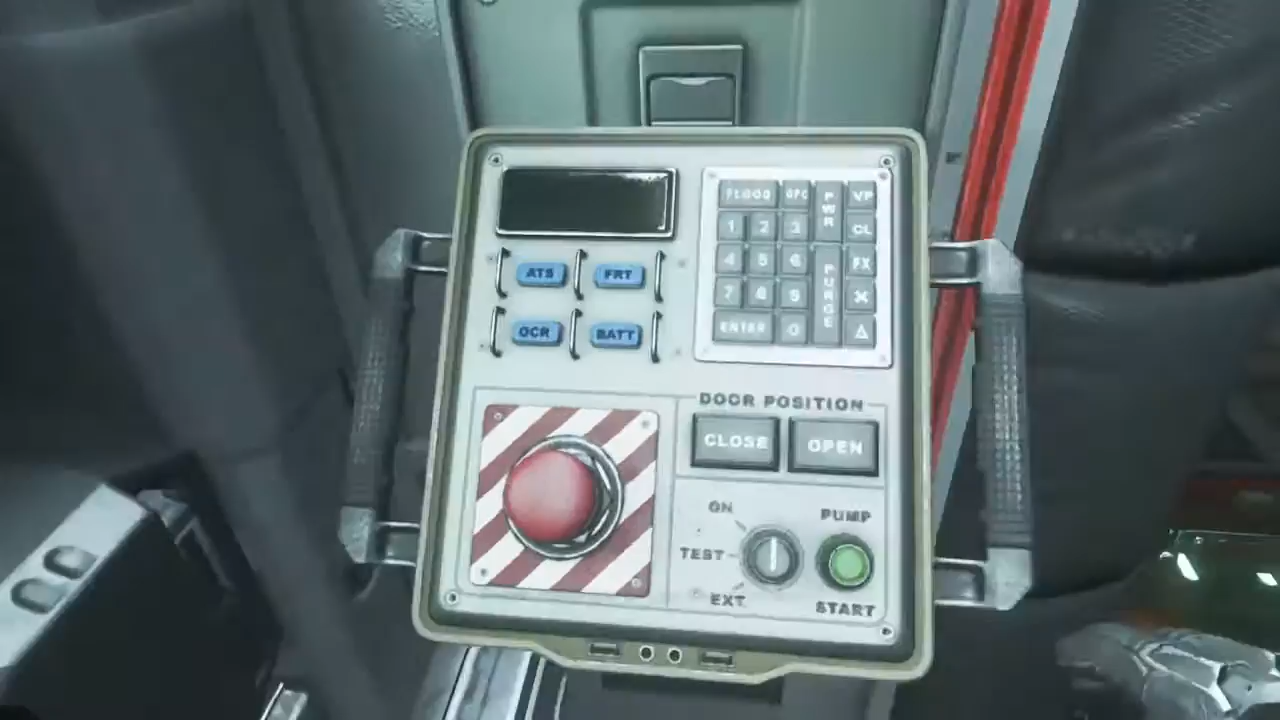 FLOOD OPC PWR VP
1 2 3 CL
4 5 6 PURGE FX
7 8 9 X
ENTER 0 Δ
ATS FRT
OCR BATT
DOOR POSITION
CLOSE OPEN
ON PUMP
TEST
EXT START